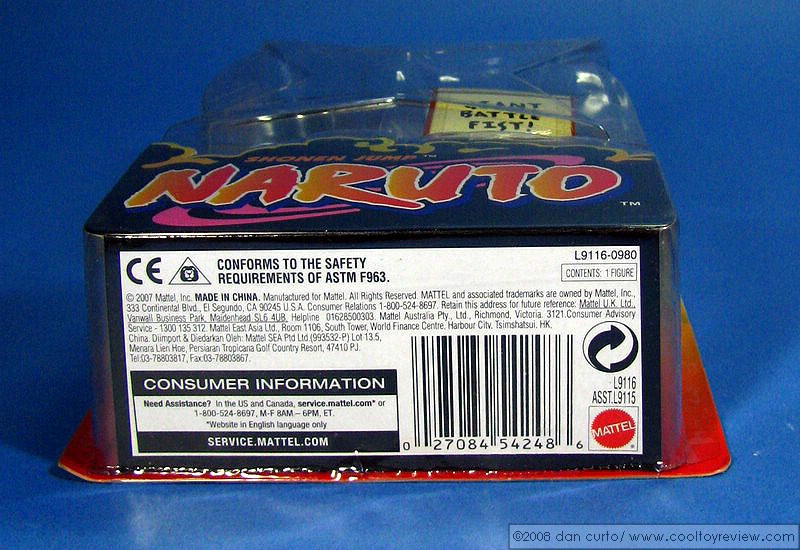 GIANT
BATTLE
FIST!
SHONEN JUMP™
NARUTO™
CE
CONFORMS TO THE SAFETY
REQUIREMENTS OF ASTM F963.
L9116-0980
CONTENTS: 1 FIGURE
© 2007 Mattel, Inc. MADE IN CHINA. Manufactured for Mattel. All Rights Reserved. MATTEL and associated trademarks are owned by Mattel, Inc.,
333 Continental Blvd., El Segundo, CA 90245 U.S.A. Consumer Relations 1-800-524-8697. Retain this address for future reference: Mattel U.K. Ltd.,
Vanwall Business Park, Maidenhead SL6 4UB. Helpline 01628500303. Mattel Australia Pty., Ltd., Richmond, Victoria. 3121.Consumer Advisory
Service - 1300 135 312. Mattel East Asia Ltd., Room 1106, South Tower, World Finance Centre, Harbour City, Tsimshatsui, HK,
China. Diimport & Diedarkan Oleh: Mattel SEA Ptd Ltd.(993532-P) Lot 13.5,
Menara Lien Hoe, Persiaran Tropicana Golf Country Resort, 47410 PJ.
Tel:03-78803817, Fax:03-78803867.
CONSUMER INFORMATION
Need Assistance? In the US and Canada, service.mattel.com* or
1-800-524-8697, M-F 8AM – 6PM, ET.
*Website in English language only
SERVICE.MATTEL.COM
0 27084 54248 6
L9116
ASST.L9115
MATTEL
©2008 dan curto/ www.cooltoyreview.com